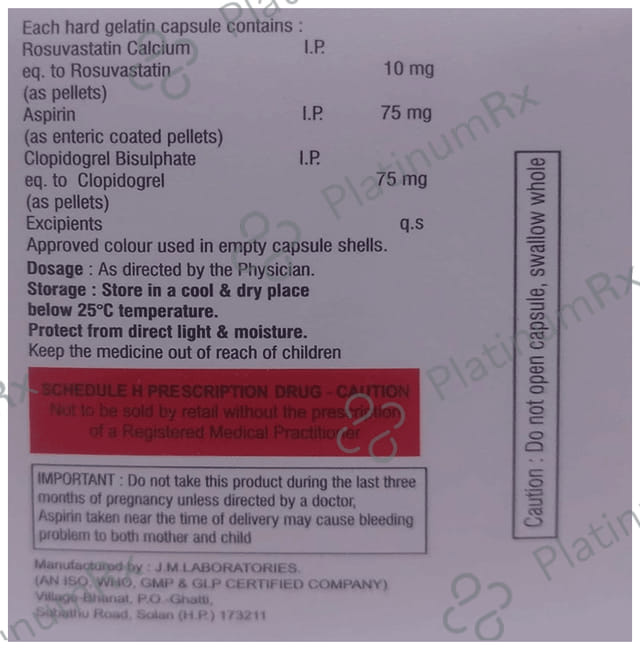 Each hard gelatin capsule contains :
Rosuvastatin Calcium I.P.
eq. to Rosuvastatin 10 mg
(as pellets)
Aspirin I.P. 75 mg
(as enteric coated pellets)
Clopidogrel Bisulphate I.P.
eq. to Clopidogrel 75 mg
(as pellets)
Excipients q.s
Approved colour used in empty capsule shells.
Dosage : As directed by the Physician.
Storage : Store in a cool & dry place
below 25°C temperature.
Protect from direct light & moisture.
Keep the medicine out of reach of children
SCHEDULE H PRESCRIPTION DRUG - CAUTION
Not to be sold by retail without the prescription
of a Registered Medical Practitioner
IMPORTANT : Do not take this product during the last three
months of pregnancy unless directed by a doctor,
Aspirin taken near the time of delivery may cause bleeding
problem to both mother and child
Manufactured by : J.M.LABORATORIES.
(AN ISO, WHO, GMP & GLP CERTIFIED COMPANY)
Village-Bhanat, P.O.-Ghatti,
Sabathu Road, Solan (H.P.) 173211
Caution : Do not open capsule, swallow whole
PlatinumRx
PlatinumRx
PlatinumRx